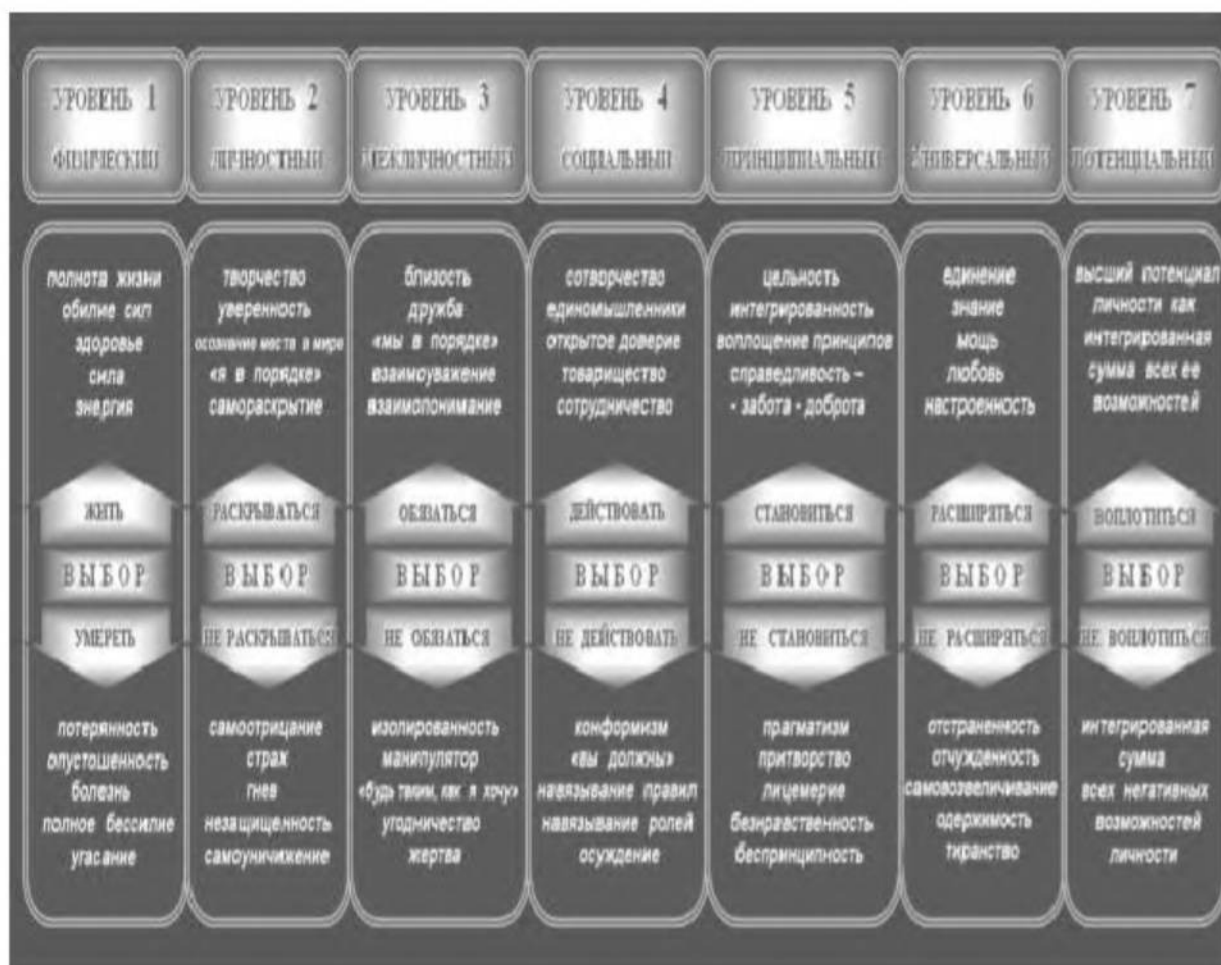 УРОВЕНЬ 1
ФИЗИЧЕСКИЙ
полнота жизни
обилие сил
здоровье
сила
энергия
ЖИТЬ
ВЫБОР
УМЕРЕТЬ
потерянность
опустошенность
болезнь
полное бессилие
угасание
УРОВЕНЬ 2
ЛИЧНОСТНЫЙ
творчество
уверенность
осознание места в мире
«я в порядке»
самораскрытие
РАСКРЫВАТЬСЯ
ВЫБОР
НЕ РАСКРЫВАТЬСЯ
самоотрицание
страх
гнев
незащищенность
самоуничижение
УРОВЕНЬ 3
МЕЖЛИЧНОСТНЫЙ
близость
дружба
«мы в порядке»
взаимоуважение
взаимопонимание
ОБЯЗАТЬСЯ
ВЫБОР
НЕ ОБЯЗАТЬСЯ
изолированность
манипулятор
«будь таким, как я хочу»
угодничество
жертва
УРОВЕНЬ 4
СОЦИАЛЬНЫЙ
сотворчество
единомышленники
открытое доверие
товарищество
сотрудничество
ДЕЙСТВОВАТЬ
ВЫБОР
НЕ ДЕЙСТВОВАТЬ
конформизм
«вы должны»
навязывание правил
навязывание ролей
осуждение
УРОВЕНЬ 5
ПРИНЦИПИАЛЬНЫЙ
цельность
интегрированность
воплощение принципов
справедливость –
- забота - доброта
СТАНОВИТЬСЯ
ВЫБОР
НЕ СТАНОВИТЬСЯ
прагматизм
притворство
лицемерие
безнравственность
беспринципность
УРОВЕНЬ 6
УНИВЕРСАЛЬНЫЙ
единение
знание
мощь
любовь
настроенность
РАСШИРЯТЬСЯ
ВЫБОР
НЕ РАСШИРЯТЬСЯ
отстраненность
отчужденность
самовозвеличивание
одержимость
тиранство
УРОВЕНЬ 7
ПОТЕНЦИАЛЬНЫЙ
высший потенциал
личности как
интегрированная
сумма всех ее
возможностей
ВОПЛОТИТЬСЯ
ВЫБОР
НЕ ВОПЛОТИТЬСЯ
интегрированная
сумма
всех негативных
возможностей
личности